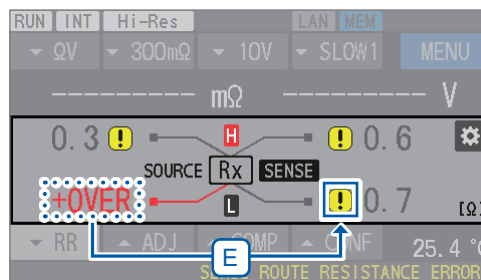 RUN INT Hi-Res LAN MEM
ΩV 300mΩ 10V SLOW1 MENU
---------- mΩ ---------- V
0.3 ! H ! 0.6
SOURCE Rx SENSE
+OVER L ! 0.7 [Ω]
RR ADJ COMP CONF 25.4 °C
E
SENSE ROUTE RESISTANCE ERROR